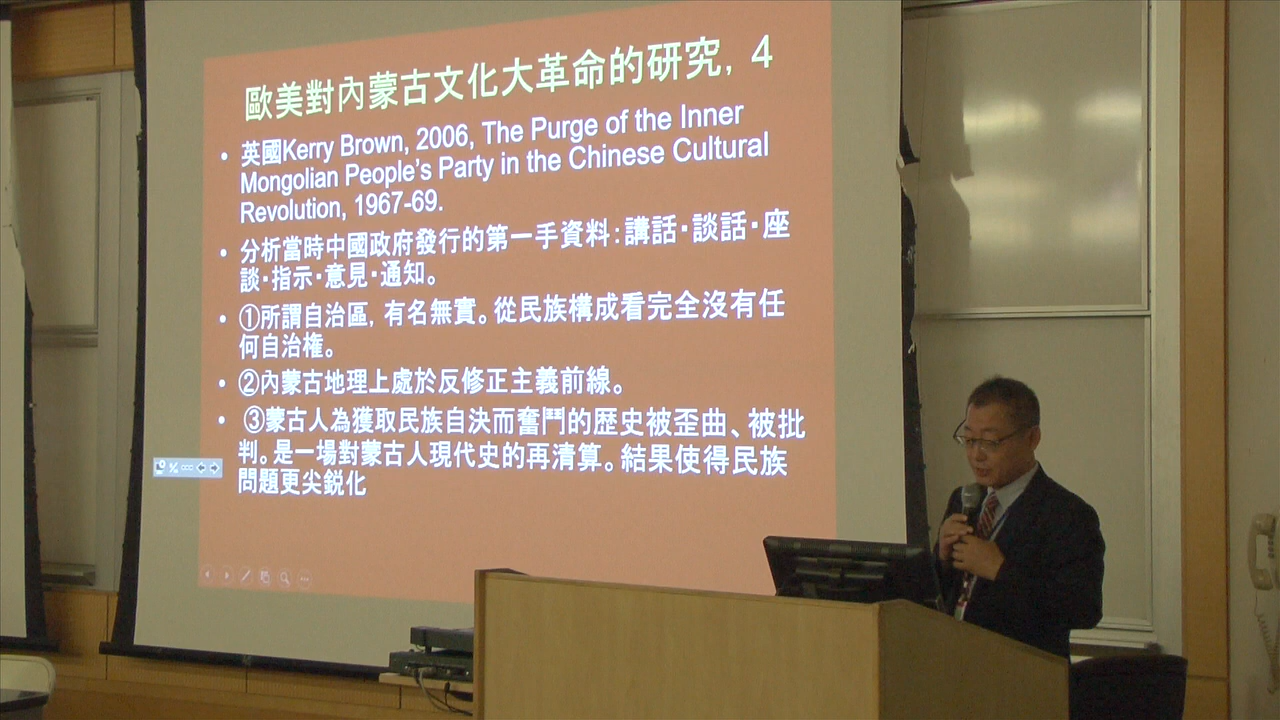 歐美對內蒙古文化大革命的研究, 4
• 英國Kerry Brown, 2006, The Purge of the Inner
Mongolian People's Party in the Chinese Cultural
Revolution, 1967-69.
• 分析當時中國政府發行的第一手資料:講話・談話・座
談・指示・意見・通知。
• ①所謂自治區, 有名無實。從民族構成看完全沒有任
何自治権。
• ②內蒙古地理上處於反修正主義前線。
• ③蒙古人為獲取民族自決而奮鬥的歴史被歪曲、被批
判。是一場對蒙古人現代史的再清算。結果使得民族
問題更尖鋭化